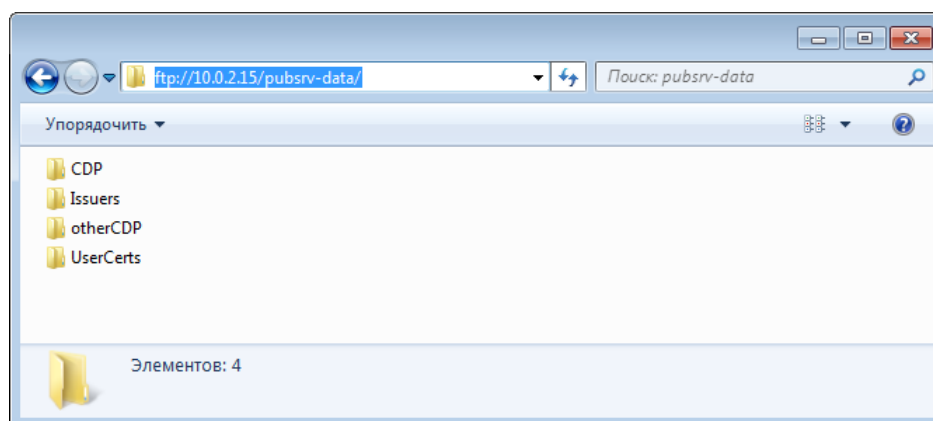 ftp://10.0.2.15/pubsrv-data/
Поиск: pubsrv-data
Упорядочить
CDP
Issuers
otherCDP
UserCerts
Элементов: 4